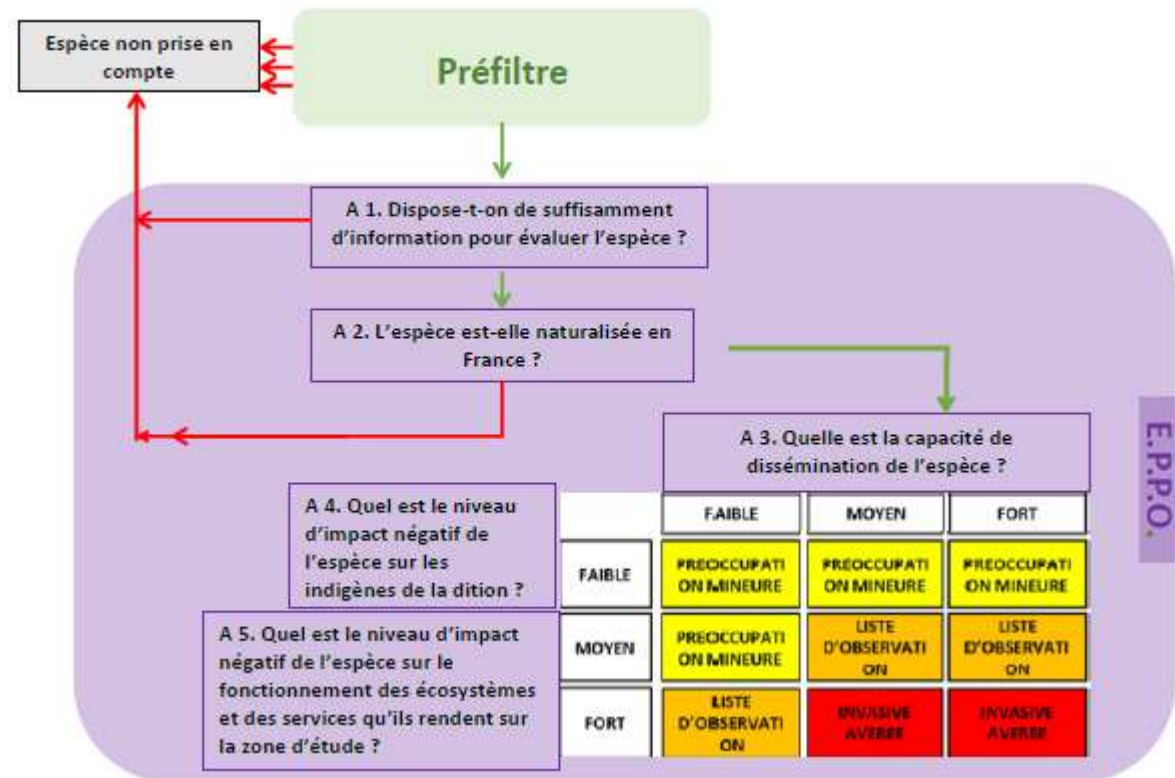 Espèce non prise en
compte
Préfiltre
A 1. Dispose-t-on de suffisamment
d'information pour évaluer l'espèce ?
A 2. L'espèce est-elle naturalisée en
France ?
E.P.P.O.
A 3. Quelle est la capacité de
dissémination de l'espèce ?
A 4. Quel est le niveau
d'impact négatif de
l'espèce sur les
indigènes de la dition ?
FAIBLE
MOYEN
FORT
FAIBLE
PREOCCUPATI
ON MINEURE
PREOCCUPATI
ON MINEURE
PREOCCUPATI
ON MINEURE
A 5. Quel est le niveau d'impact
négatif de l'espèce sur le
fonctionnement des écosystèmes
et des services qu'ils rendent sur
la zone d'étude ?
MOYEN
PREOCCUPATI
ON MINEURE
LISTE
D'OBSERVATI
ON
LISTE
D'OBSERVATI
ON
FORT
LISTE
D'OBSERVATI
ON
INVASIVE
AVEREE
INVASIVE
AVEREE